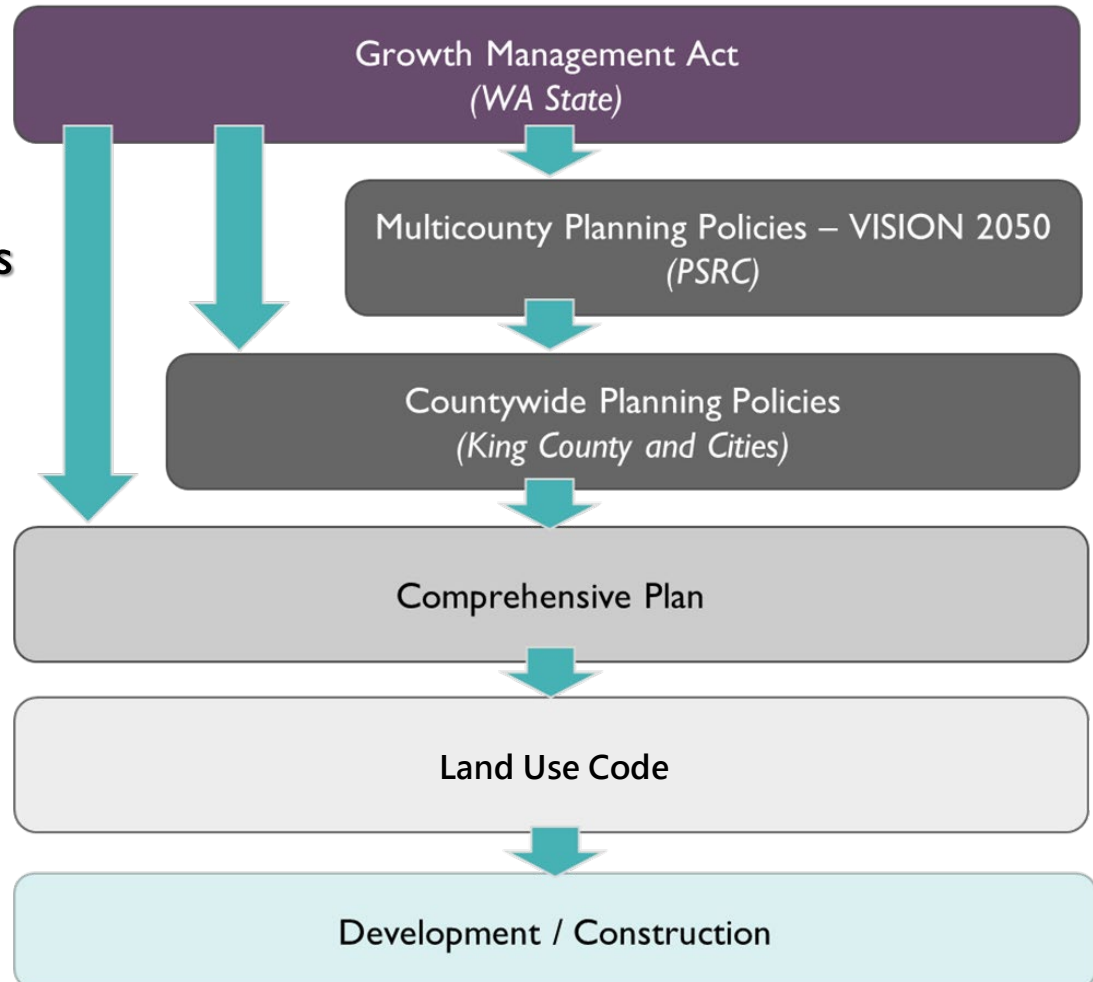 Growth Management Act
(WA State)
s
Multicounty Planning Policies – VISION 2050
(PSRC)
Countywide Planning Policies
(King County and Cities)
Comprehensive Plan
Land Use Code
Development / Construction